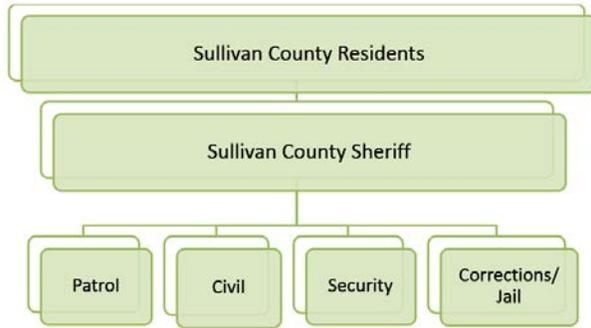 Sullivan County Residents
Sullivan County Sheriff
Patrol
Civil
Security
Corrections/
Jail